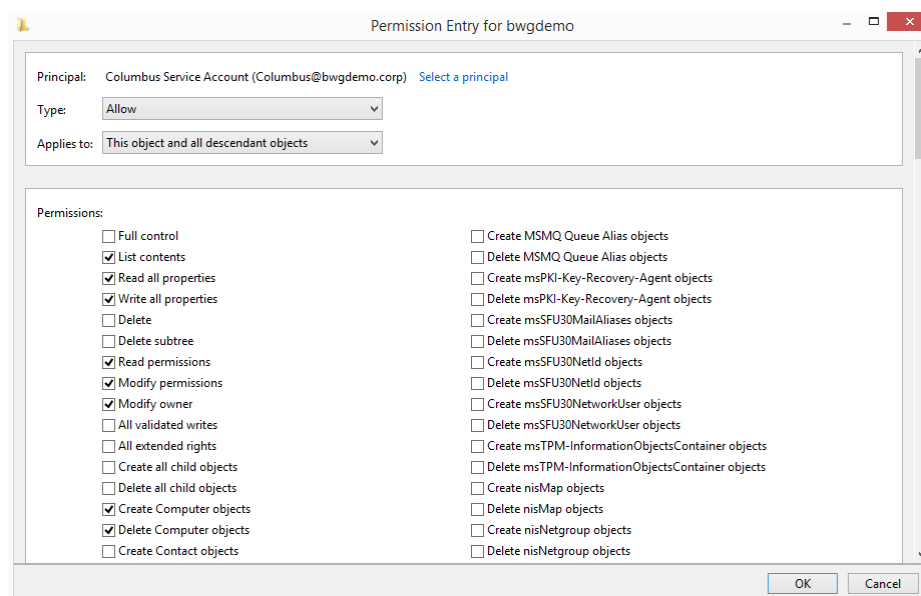 Permission Entry for bwgdemo
Principal: Columbus Service Account (Columbus@bwgdemo.corp) Select a principal
Type: Allow
Applies to: This object and all descendant objects
Permissions:
Full control
List contents
Read all properties
Write all properties
Delete
Delete subtree
Read permissions
Modify permissions
Modify owner
All validated writes
All extended rights
Create all child objects
Delete all child objects
Create Computer objects
Delete Computer objects
Create Contact objects
Create MSMQ Queue Alias objects
Delete MSMQ Queue Alias objects
Create msPKI-Key-Recovery-Agent objects
Delete msPKI-Key-Recovery-Agent objects
Create msSFU30MailAliases objects
Delete msSFU30MailAliases objects
Create msSFU30NetId objects
Delete msSFU30NetId objects
Create msSFU30NetworkUser objects
Delete msSFU30NetworkUser objects
Create msTPM-InformationObjectsContainer objects
Delete msTPM-InformationObjectsContainer objects
Create nisMap objects
Delete nisMap objects
Create nisNetgroup objects
Delete nisNetgroup objects
OK Cancel